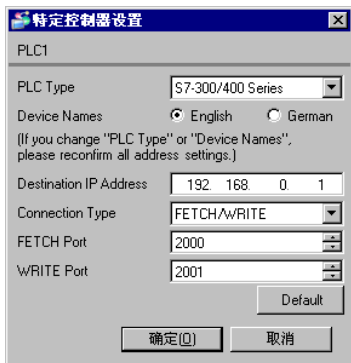 特定控制器设置
PLC1
PLC Type S7-300/400 Series
Device Names English German
(If you change "PLC Type" or "Device Names",
please reconfirm all address settings.)
Destination IP Address 192. 168. 0. 1
Connection Type FETCH/WRITE
FETCH Port 2000
WRITE Port 2001
Default
确定(O) 取消